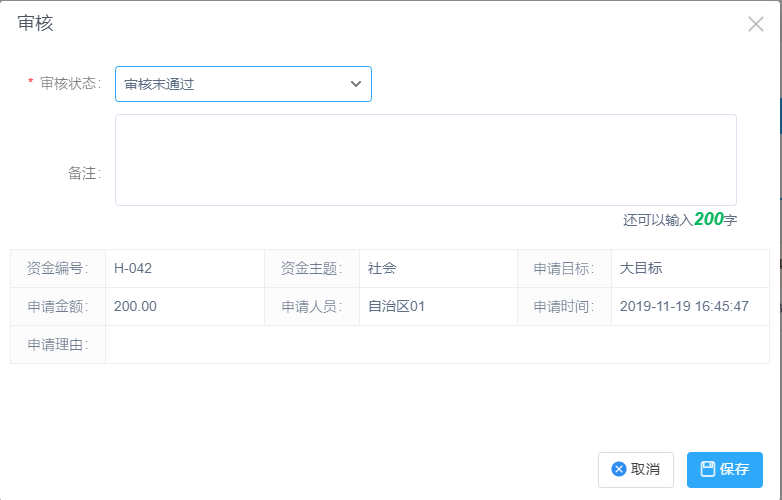 审核
* 审核状态： 审核未通过
备注：
还可以输入200字
资金编号： H-042 资金主题： 社会 申请目标： 大目标
申请金额： 200.00 申请人员： 自治区01 申请时间： 2019-11-19 16:45:47
申请理由：
取消 保存